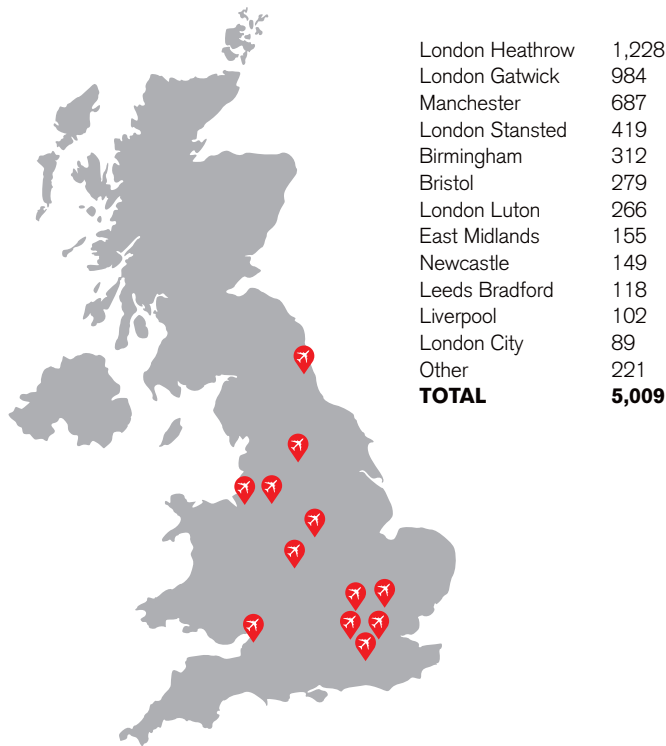 London Heathrow 1,228
London Gatwick 984
Manchester 687
London Stansted 419
Birmingham 312
Bristol 279
London Luton 266
East Midlands 155
Newcastle 149
Leeds Bradford 118
Liverpool 102
London City 89
Other 221
TOTAL 5,009